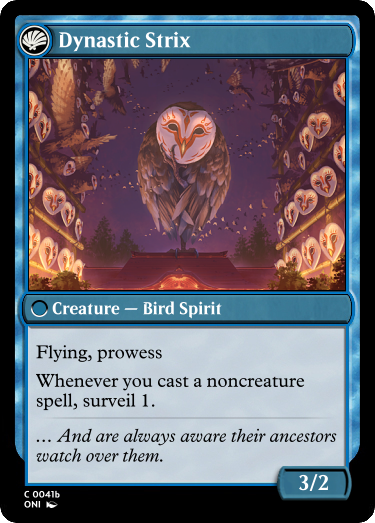 Dynastic Strix
Creature — Bird Spirit
Flying, prowess
Whenever you cast a noncreature
spell, surveil 1.
… And are always aware their ancestors
watch over them.
3/2
C 0041b
ONI